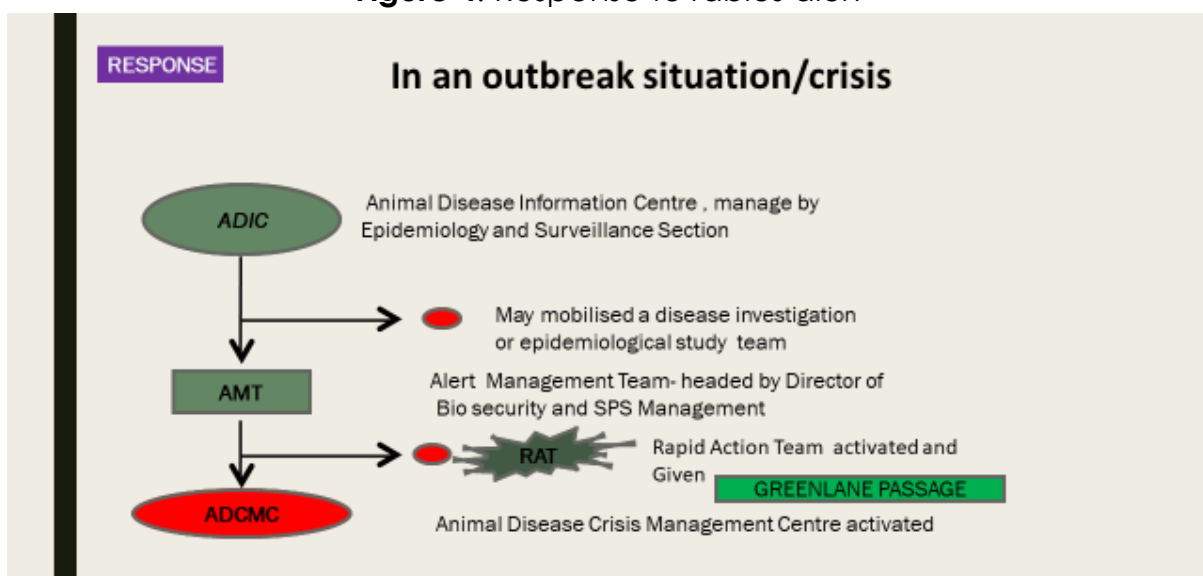 RESPONSE
In an outbreak situation/crisis
ADIC
Animal Disease Information Centre , manage by
Epidemiology and Surveillance Section
May mobilised a disease investigation
or epidemiological study team
AMT
Alert Management Team- headed by Director of
Bio security and SPS Management
RAT
Rapid Action Team activated and
Given
GREENLANE PASSAGE
ADCMC
Animal Disease Crisis Management Centre activated